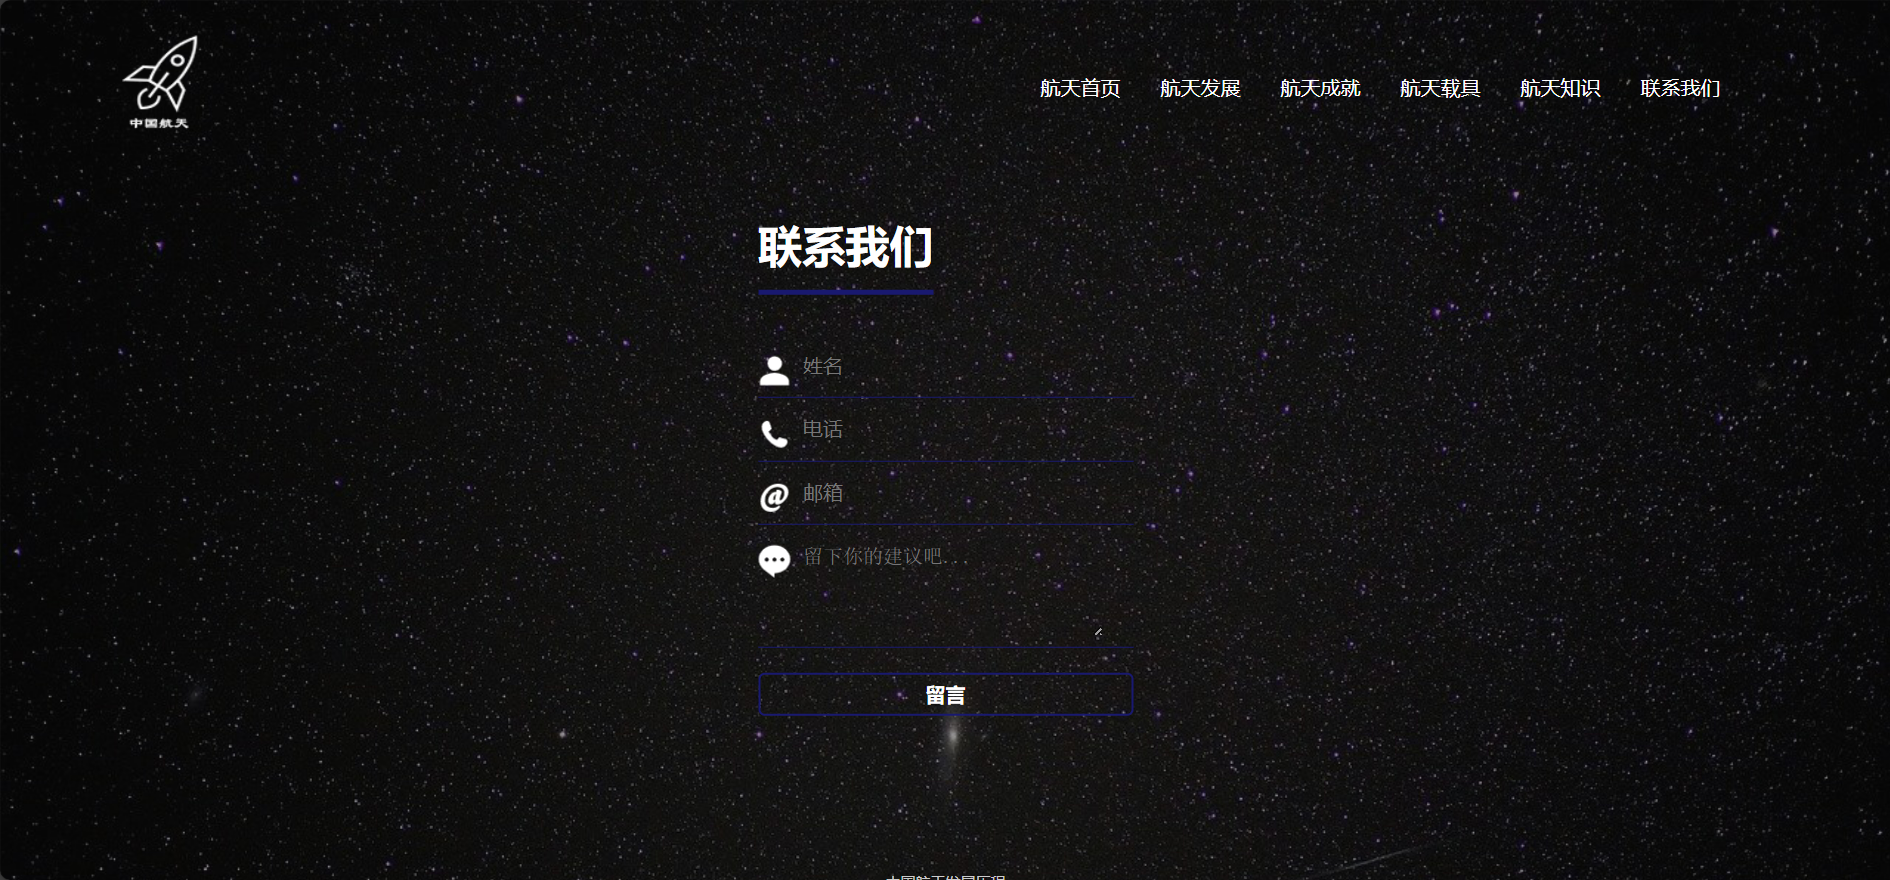 中国航天
航天首页 航天发展 航天成就 航天载具 航天知识 联系我们
联系我们
姓名
电话
@ 邮箱
留下你的建议吧...
留言